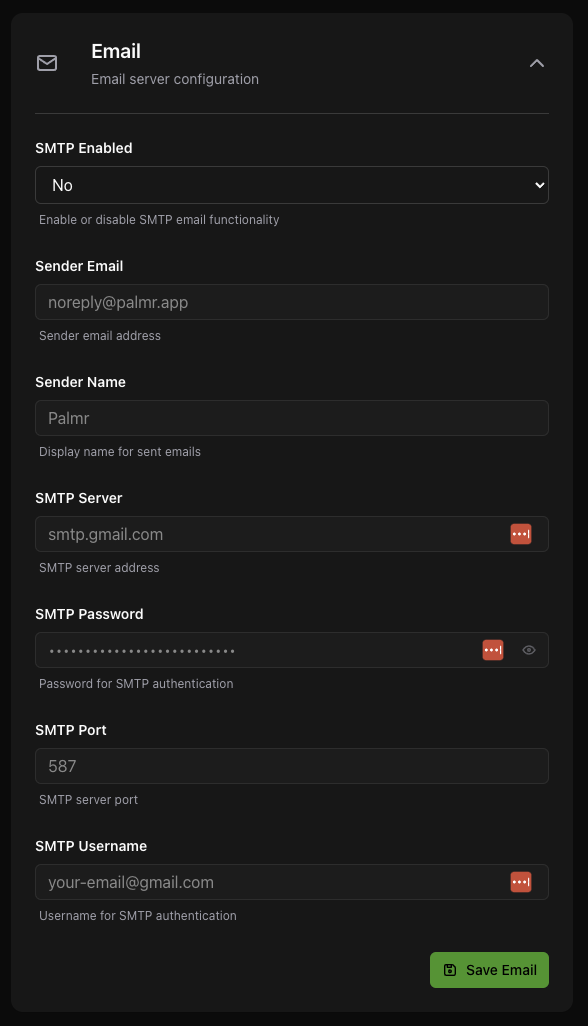 Email
Email server configuration
SMTP Enabled
No
Enable or disable SMTP email functionality
Sender Email
noreply@palmr.app
Sender email address
Sender Name
Palmr
Display name for sent emails
SMTP Server
smtp.gmail.com
SMTP server address
SMTP Password
••••••••••••••••••••••••••
Password for SMTP authentication
SMTP Port
587
SMTP server port
SMTP Username
your-email@gmail.com
Username for SMTP authentication
Save Email